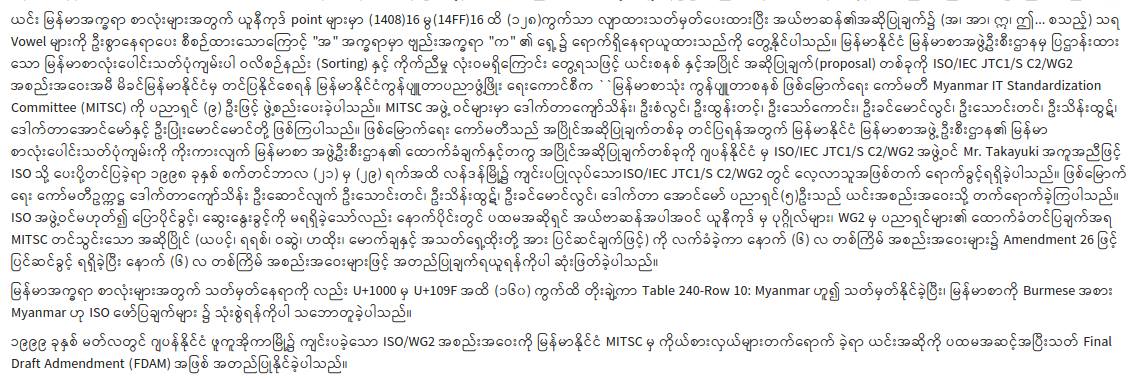 ယင်း မြန်မာအက္ခရာ စာလုံးများအတွက် ယူနီကုဒ် point များမှာ (1408)16 မွ(14FF)16 ထိ (၁၂၈)ကွက်သာ လျာထားသတ်မှတ်ပေးထားပြီး အယ်ဗာဆန်၏အဆိုပြုချက်၌ (အ၊ အာ၊ ဣ၊ ဤ... စသည့်) သရ
Vowel များကို ဦးစွာနေရာပေး စီစဉ်ထားသောကြောင့် "အ" အက္ခရာမှာ ဗျည်းအက္ခရာ "က" ၏ ရှေ့၌ ရောက်ရှိနေရာယူထားသည်ကို တွေ့နိုင်ပါသည်။ မြန်မာနိုင်ငံ မြန်မာစာအဖွဲ့ဦးစီးဌာနမှ ပြဋ္ဌာန်းထား
သော မြန်မာစာလုံးပေါင်းသတ်ပုံကျမ်းပါ ဝလိစဉ်နည်း (Sorting) နှင့် ကိုက်ညီမှု လုံးဝမရှိကြောင်း တွေ့ရသဖြင့် ယင်းစနစ် နှင့်အပြိုင် အဆိုပြုချက်(proposal) တစ်ခုကို ISO/IEC JTC1/S C2/WG2
အစည်းအဝေးအမီ မိခင်မြန်မာနိုင်ငံမှ တင်ပြနိုင်စေရန် မြန်မာနိုင်ငံကွန်ပျူတာပညာဖွံ့ဖြိုး ရေးကောင်စီက ``မြန်မာစာသုံး ကွန်ပျူတာစနစ် ဖြစ်မြောက်ရေး ကော်မတီ Myanmar IT Standardization
Committee (MITSC) ကို ပညာရှင် (၉) ဦးဖြင့် ဖွဲ့စည်းပေးခဲ့ပါသည်။ MITSC အဖွဲ့ ဝင်များမှာ ဒေါက်တာကျော်သိန်း၊ ဦးစံလွင်၊ ဦးထွန်းတင့်၊ ဦးသော်ကောင်း၊ ဦးခင်မောင်လွင်၊ ဦးသောင်းတင်၊ ဦးသိန်းထွဋ်၊
ဒေါက်တာအောင်မော်နှင့် ဦးပြုံးမောင်မောင်တို့ ဖြစ်ကြပါသည်။ ဖြစ်မြောက်ရေး ကော်မတီသည် အပြိုင်အဆိုပြုချက်တစ်ခု တင်ပြရန်အတွက် မြန်မာနိုင်ငံ မြန်မာစာအဖွဲ့ ဦးစီးဌာန၏ မြန်မာ
စာလုံးပေါင်းသတ်ပုံကျမ်းကို ကိုးကားလျက် မြန်မာစာ အဖွဲ့ဦးစီးဌာန၏ ထောက်ခံချက်နှင့်တကွ အပြိုင်အဆိုပြုချက်တစ်ခုကို ဂျပန်နိုင်ငံ မှ ISO/IEC JTC1/S C2/WG2 အဖွဲ့ဝင် Mr. Takayuki အကူအညီဖြင့်
ISO သို့ ပေးပို့တင်ပြခဲ့ရာ ၁၉၉၈ ခုနှစ် စက်တင်ဘာလ (၂၁) မှ (၂၉) ရက်အထိ လန်ဒန်မြို့၌ ကျင်းပပြုလုပ်သောISO/IEC JTC1/S C2/WG2 တွင် လေ့လာသူအဖြစ်တက် ရောက်ခွင့်ရရှိခဲ့ပါသည်။ ဖြစ်မြောက်
ရေး ကော်မတီဥက္ကဋ္ဌ ဒေါက်တာကျော်သိန်း၊ ဆောင်လျှက် ဦးသောင်းတင်၊ ဦးသိန်းထွဋ်၊ ဦးခင်မောင်လွင်၊ ဒေါက်တာ အောင်မော် ပညာရှင်(၅)ဦးသည် ယင်းအစည်းအဝေးသို့ တက်ရောက်ခဲ့ကြပါသည်။
ISO အဖွဲ့ဝင်မဟုတ်၍ ပြောပိုင်ခွင့်၊ ဆွေးနွေးခွင့်ကို မရရှိခဲ့သော်လည်း နောက်ပိုင်းတွင် ပထမအဆိုရှင် အယ်ဗာဆန်အပါအဝင် ယူနီကုဒ် မှ ပုဂ္ဂိုလ်များ၊ WG2 မှ ပညာရှင်များ၏ ထောက်ခံတင်ပြချက်အရ
MITSC တင်သွင်းသော အဆိုပြိုင် (ယပင့်၊ ရရစ်၊ ဝဆွဲ၊ ဟထိုး၊ မောက်ချနှင့် အသတ်ရှေ့ထိုးတို့ အား ပြင်ဆင်ချက်ဖြင့်) ကို လက်ခံခဲ့ကာ နောက် (၆) လ တစ်ကြိမ် အစည်းအဝေးများ၌ Amendment 26 ဖြင့်
ပြင်ဆင်ခွင့် ရရှိခဲ့ပြီး နောက် (၆) လ တစ်ကြိမ် အစည်းအဝေးများဖြင့် အတည်ပြုချက်ရယူရန်ကိုပါ ဆုံးဖြတ်ခဲ့ပါသည်။
မြန်မာအက္ခရာ စာလုံးများအတွက် သတ်မှတ်နေရာကို လည်း U+1000 မှ U+109F အထိ (၁၆၀) ကွက်ထိ တိုးချဲ့ကာ Table 240-Row 10: Myanmar ဟူ၍ သတ်မှတ်နိုင်ခဲ့ပြီး၊ မြန်မာစာကို Burmese အစား
Myanmar ဟု ISO ဖော်ပြချက်များ ၌ သုံးစွဲရန်ကိုပါ သဘောတူခဲ့ပါသည်။
၁၉၉၉ ခုနှစ် မတ်လတွင် ဂျပန်နိုင်ငံ ဖူကူအိုကာမြို့၌ ကျင်းပခဲ့သော ISO/WG2 အစည်းအဝေးကို မြန်မာနိုင်ငံ MITSC မှ ကိုယ်စားလှယ်များတက်ရောက် ခဲ့ရာ ယင်းအဆိုကို ပထမအဆင့်အပြီးသတ် Final
Draft Admendment (FDAM) အဖြစ် အတည်ပြုနိုင်ခဲ့ပါသည်။